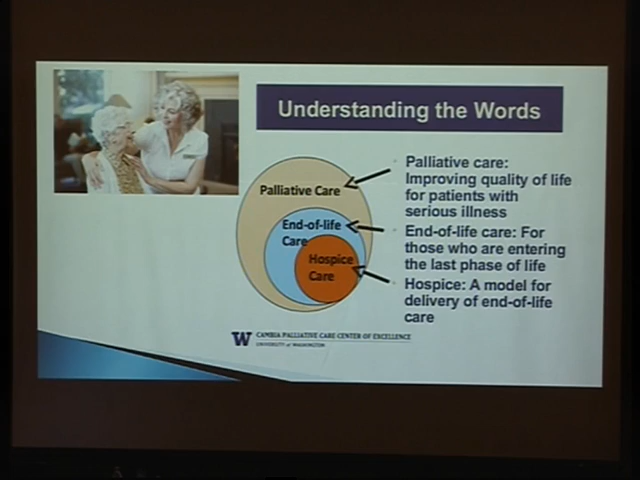 Understanding the Words
Palliative Care
End-of-life
Care
Hospice
Care
Palliative care:
Improving quality of life
for patients with
serious illness
End-of-life care: For
those who are entering
the last phase of life
Hospice: A model for
delivery of end-of-life
care
W CAMBIA PALLIATIVE CARE CENTER OF EXCELLENCE
UNIVERSITY of WASHINGTON